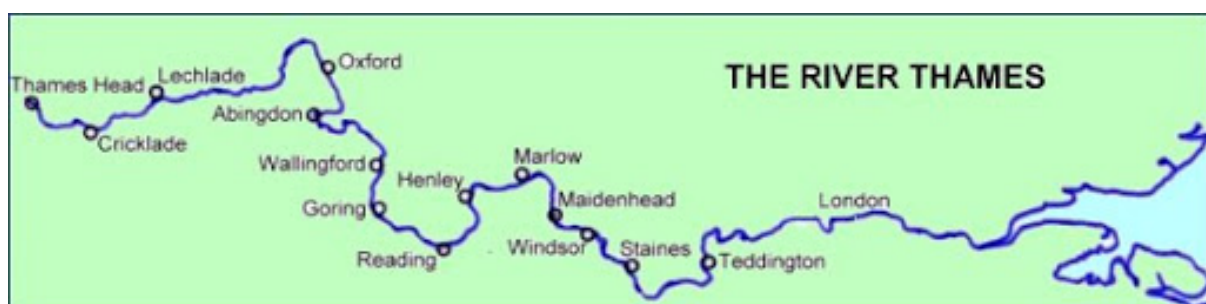 THE RIVER THAMES
Thames Head
Cricklade
Lechlade
Oxford
Abingdon
Wallingford
Goring
Reading
Henley
Marlow
Maidenhead
Windsor
Staines
Teddington
London